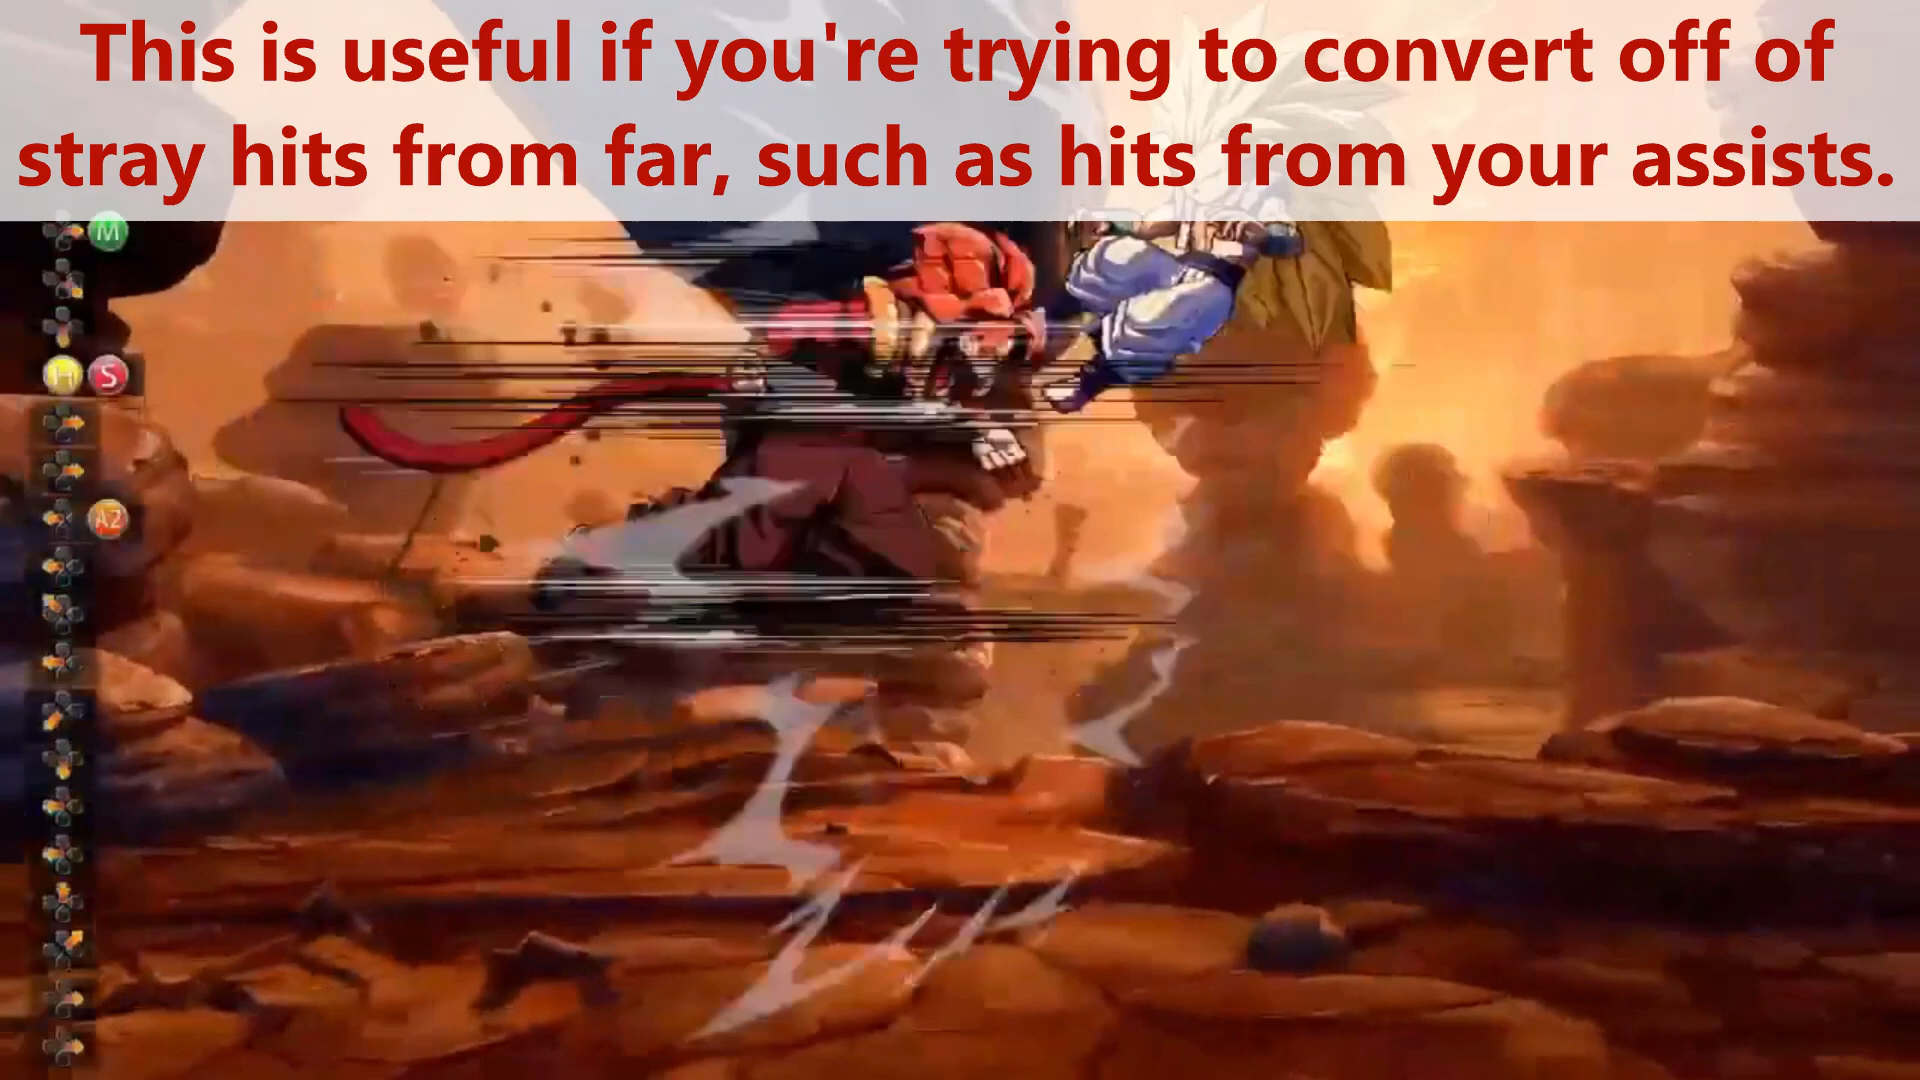 This is useful if you're trying to convert off of
stray hits from far, such as hits from your assists.
M
H S
A2